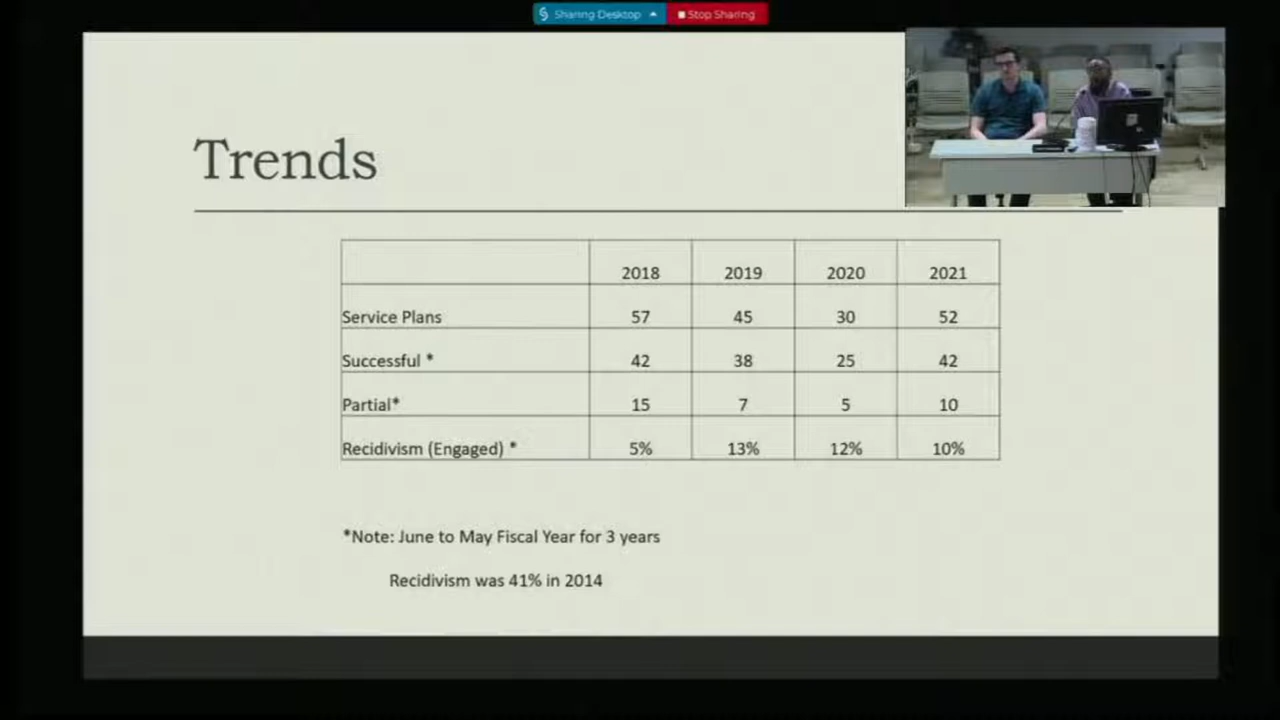 Sharing Desktop Stop Sharing
Trends
2018 2019 2020 2021
Service Plans 57 45 30 52
Successful * 42 38 25 42
Partial* 15 7 5 10
Recidivism (Engaged) * 5% 13% 12% 10%
*Note: June to May Fiscal Year for 3 years
Recidivism was 41% in 2014